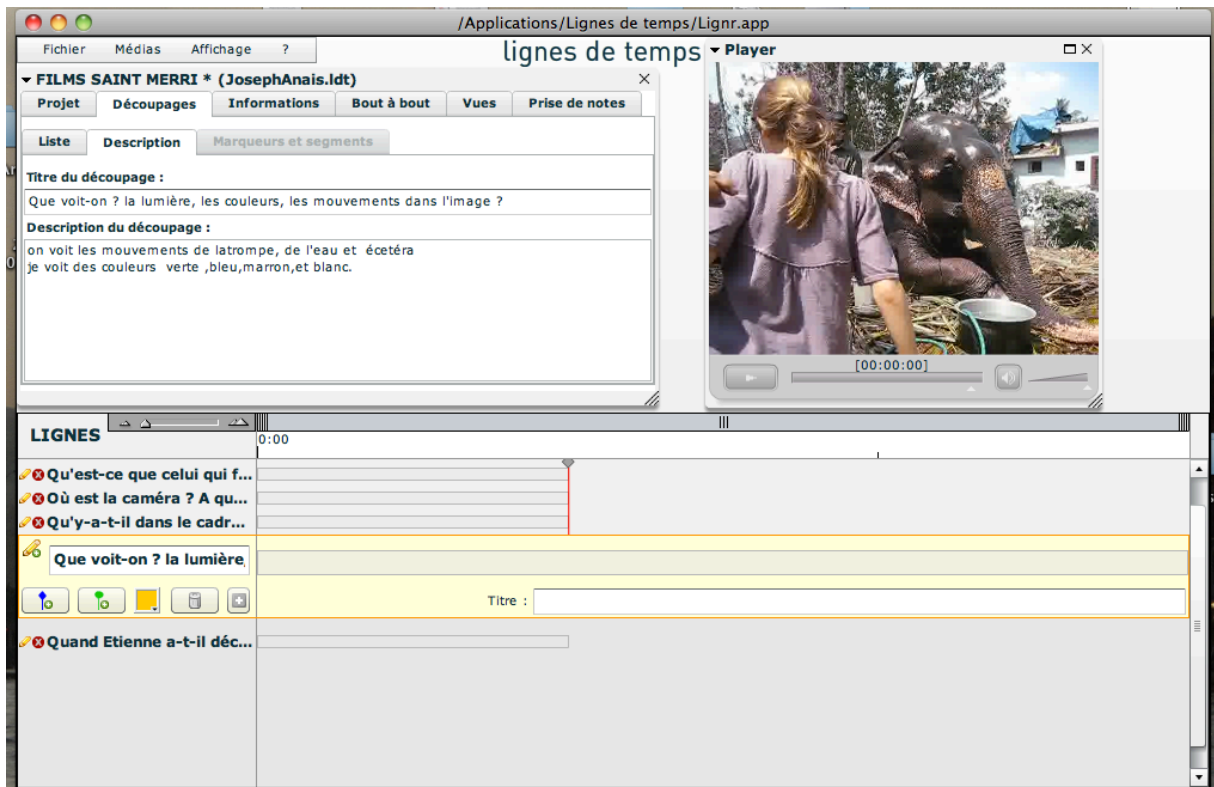 /Applications/Lignes de temps/Lignr.app
Fichier Médias Affichage ?
lignes de temps
Player
FILMS SAINT MERRI * (JosephAnais.ldt)
Projet Découpages Informations Bout à bout Vues Prise de notes
Liste Description Marqueurs et segments
Titre du découpage :
Que voit-on ? la lumière, les couleurs, les mouvements dans l'image ?
Description du découpage :
on voit les mouvements de latrompe, de l'eau et écetéra
je voit des couleurs verte ,bleu,marron,et blanc.
[00:00:00]
LIGNES
0:00
Qu'est-ce que celui qui f...
Où est la caméra ? A qu...
Qu'y-a-t-il dans le cadr...
Que voit-on ? la lumière,
Titre :
Quand Etienne a-t-il déc...